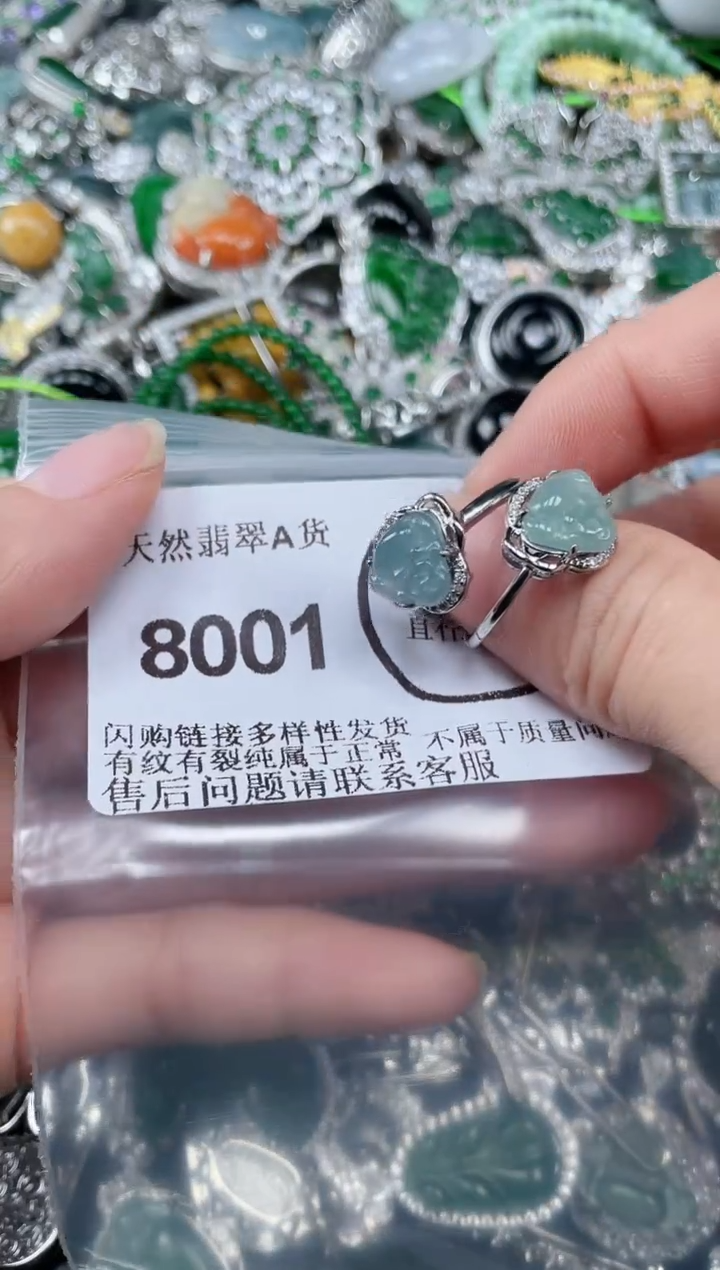 天然翡翠A货
8001
直
闪购链接多样性发货 不属于质量问
有纹有裂纯属于正常
售后问题请联系客服